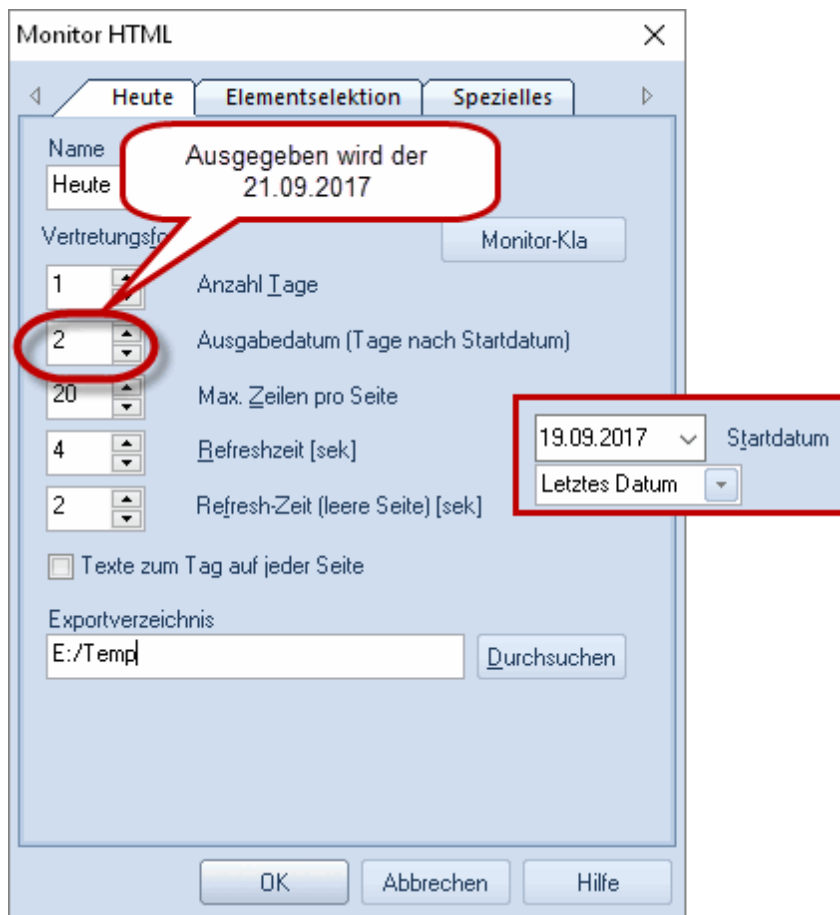 Monitor HTML
Heute
Elementselektion
Spezielles
Name
Heute
Ausgegeben wird der
21.09.2017
Vertretungsfo
Monitor-Kla
1
Anzahl Tage
2
Ausgabedatum (Tage nach Startdatum)
20
Max. Zeilen pro Seite
4
Refreshzeit [sek]
2
Refresh-Zeit (leere Seite) [sek]
19.09.2017
Startdatum
Letztes Datum
Texte zum Tag auf jeder Seite
Exportverzeichnis
E:/Temp
Durchsuchen
OK
Abbrechen
Hilfe